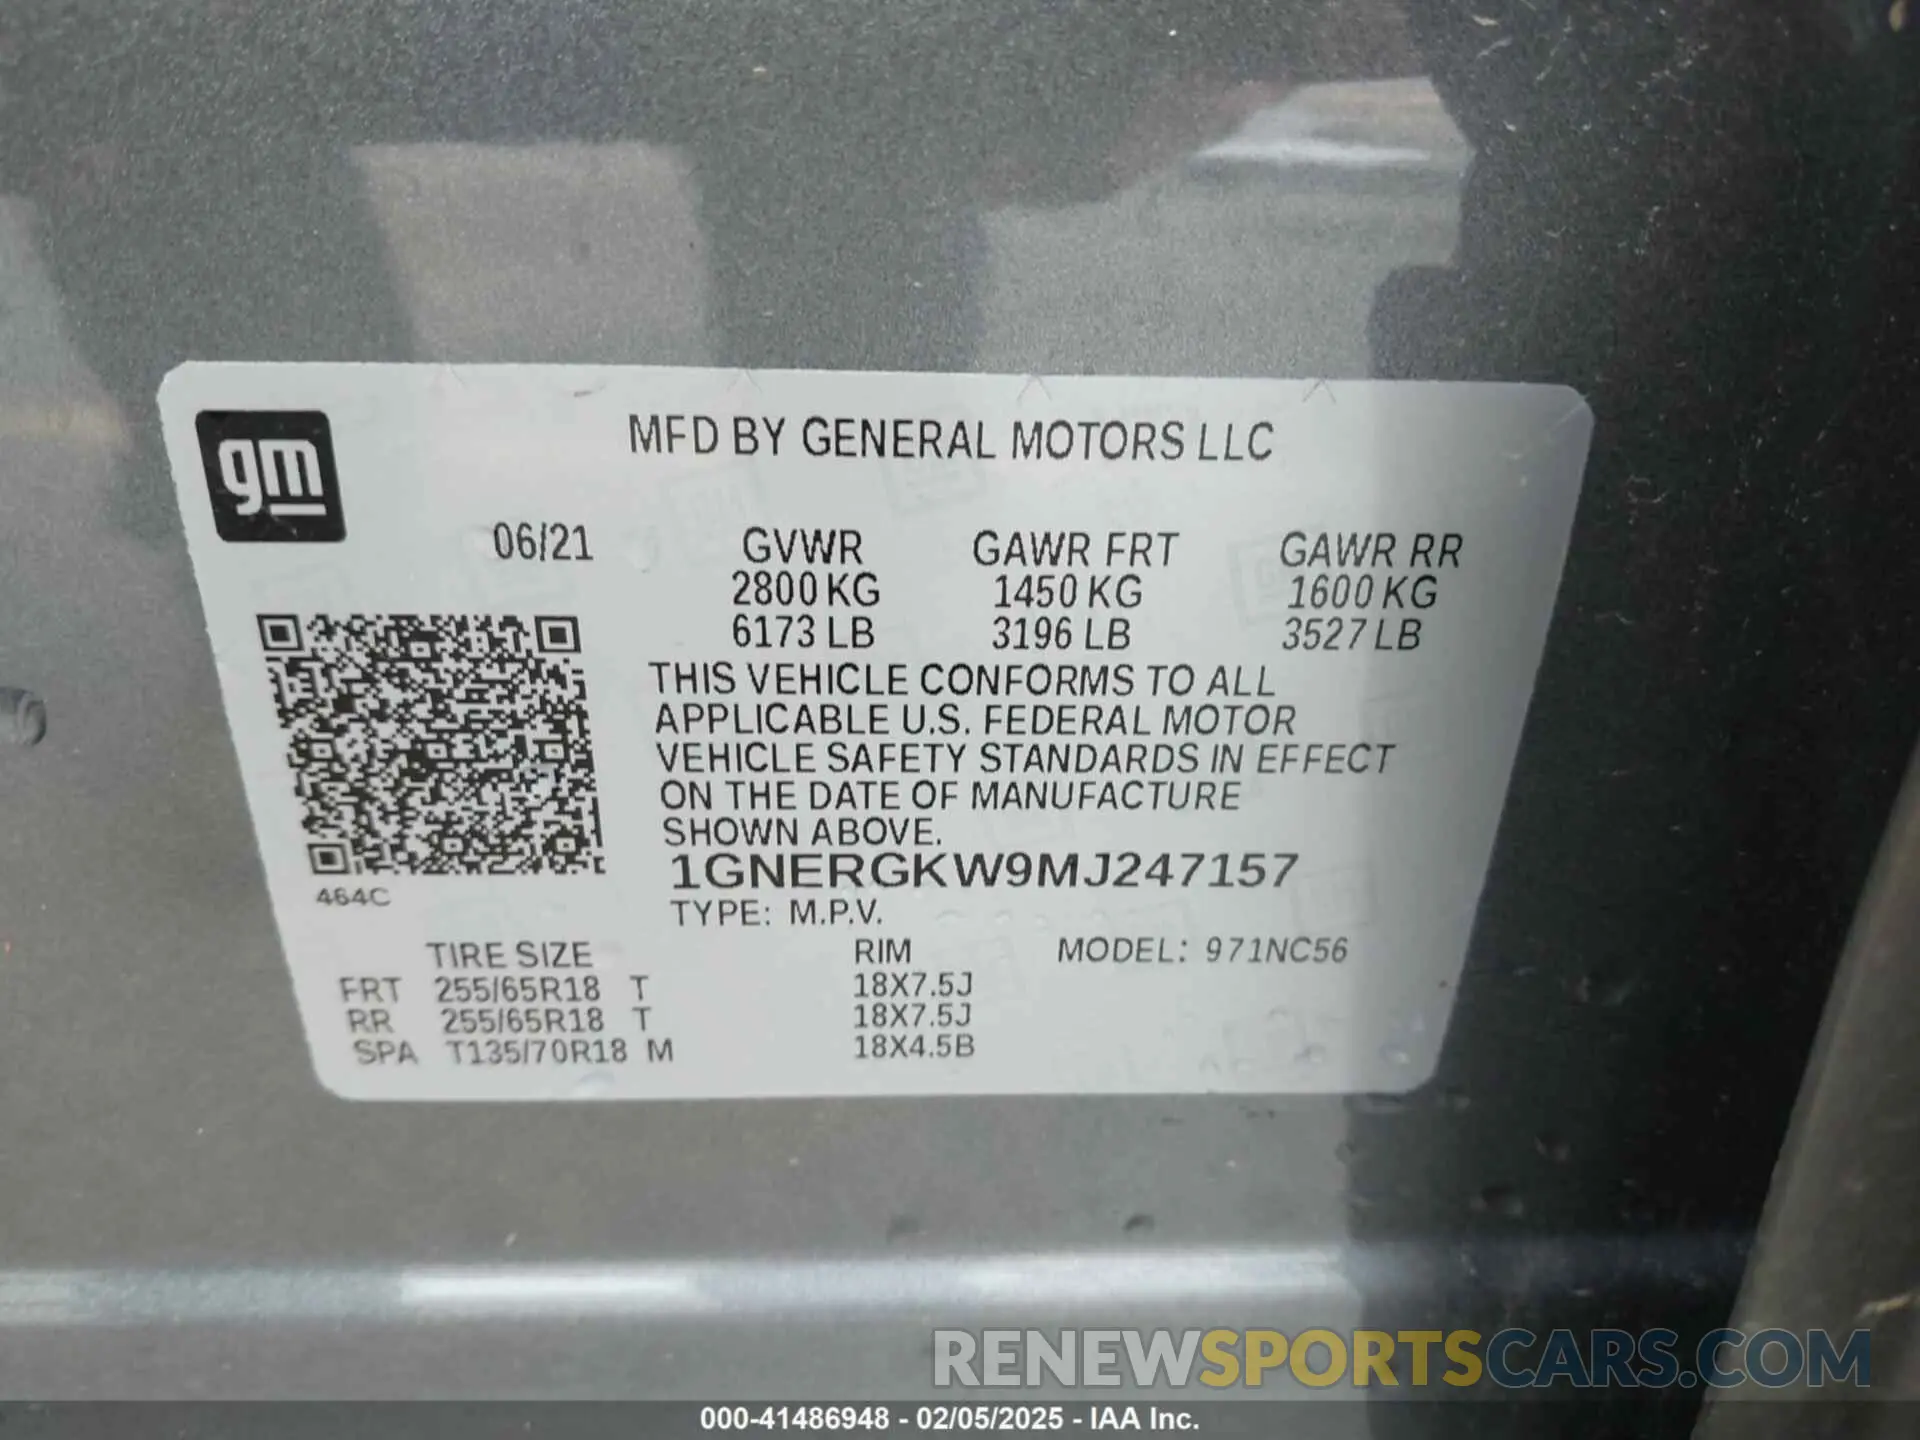 gm
MFD BY GENERAL MOTORS LLC
06/21 GVWR GAWR FRT GAWR RR
2800 KG 1450 KG 1600 KG
6173 LB 3196 LB 3527 LB
THIS VEHICLE CONFORMS TO ALL
APPLICABLE U.S. FEDERAL MOTOR
VEHICLE SAFETY STANDARDS IN EFFECT
ON THE DATE OF MANUFACTURE
SHOWN ABOVE.
1GNERGKW9MJ247157
464C
TYPE: M.P.V.
TIRE SIZE RIM MODEL: 971NC56
FRT 255/65R18 T 18X7.5J
RR 255/65R18 T 18X7.5J
SPA T135/70R18 M 18X4.5B
RENEWSPORTSCARS.COM
000-41486948 - 02/05/2025 - IAA Inc.